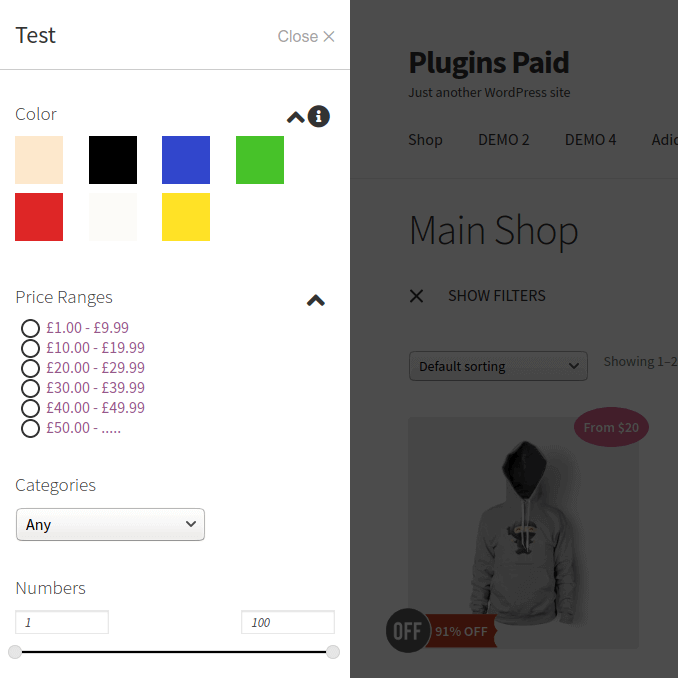 Test
Close ×
Color
Price Ranges
£1.00 - £9.99
£10.00 - £19.99
£20.00 - £29.99
£30.00 - £39.99
£40.00 - £49.99
£50.00 - .....
Categories
Any
Numbers
1
100
Plugins Paid
Just another WordPress site
Shop DEMO 2 DEMO 4 Adic
Main Shop
SHOW FILTERS
Default sorting
Showing 1–2
From $20
OFF
91% OFF